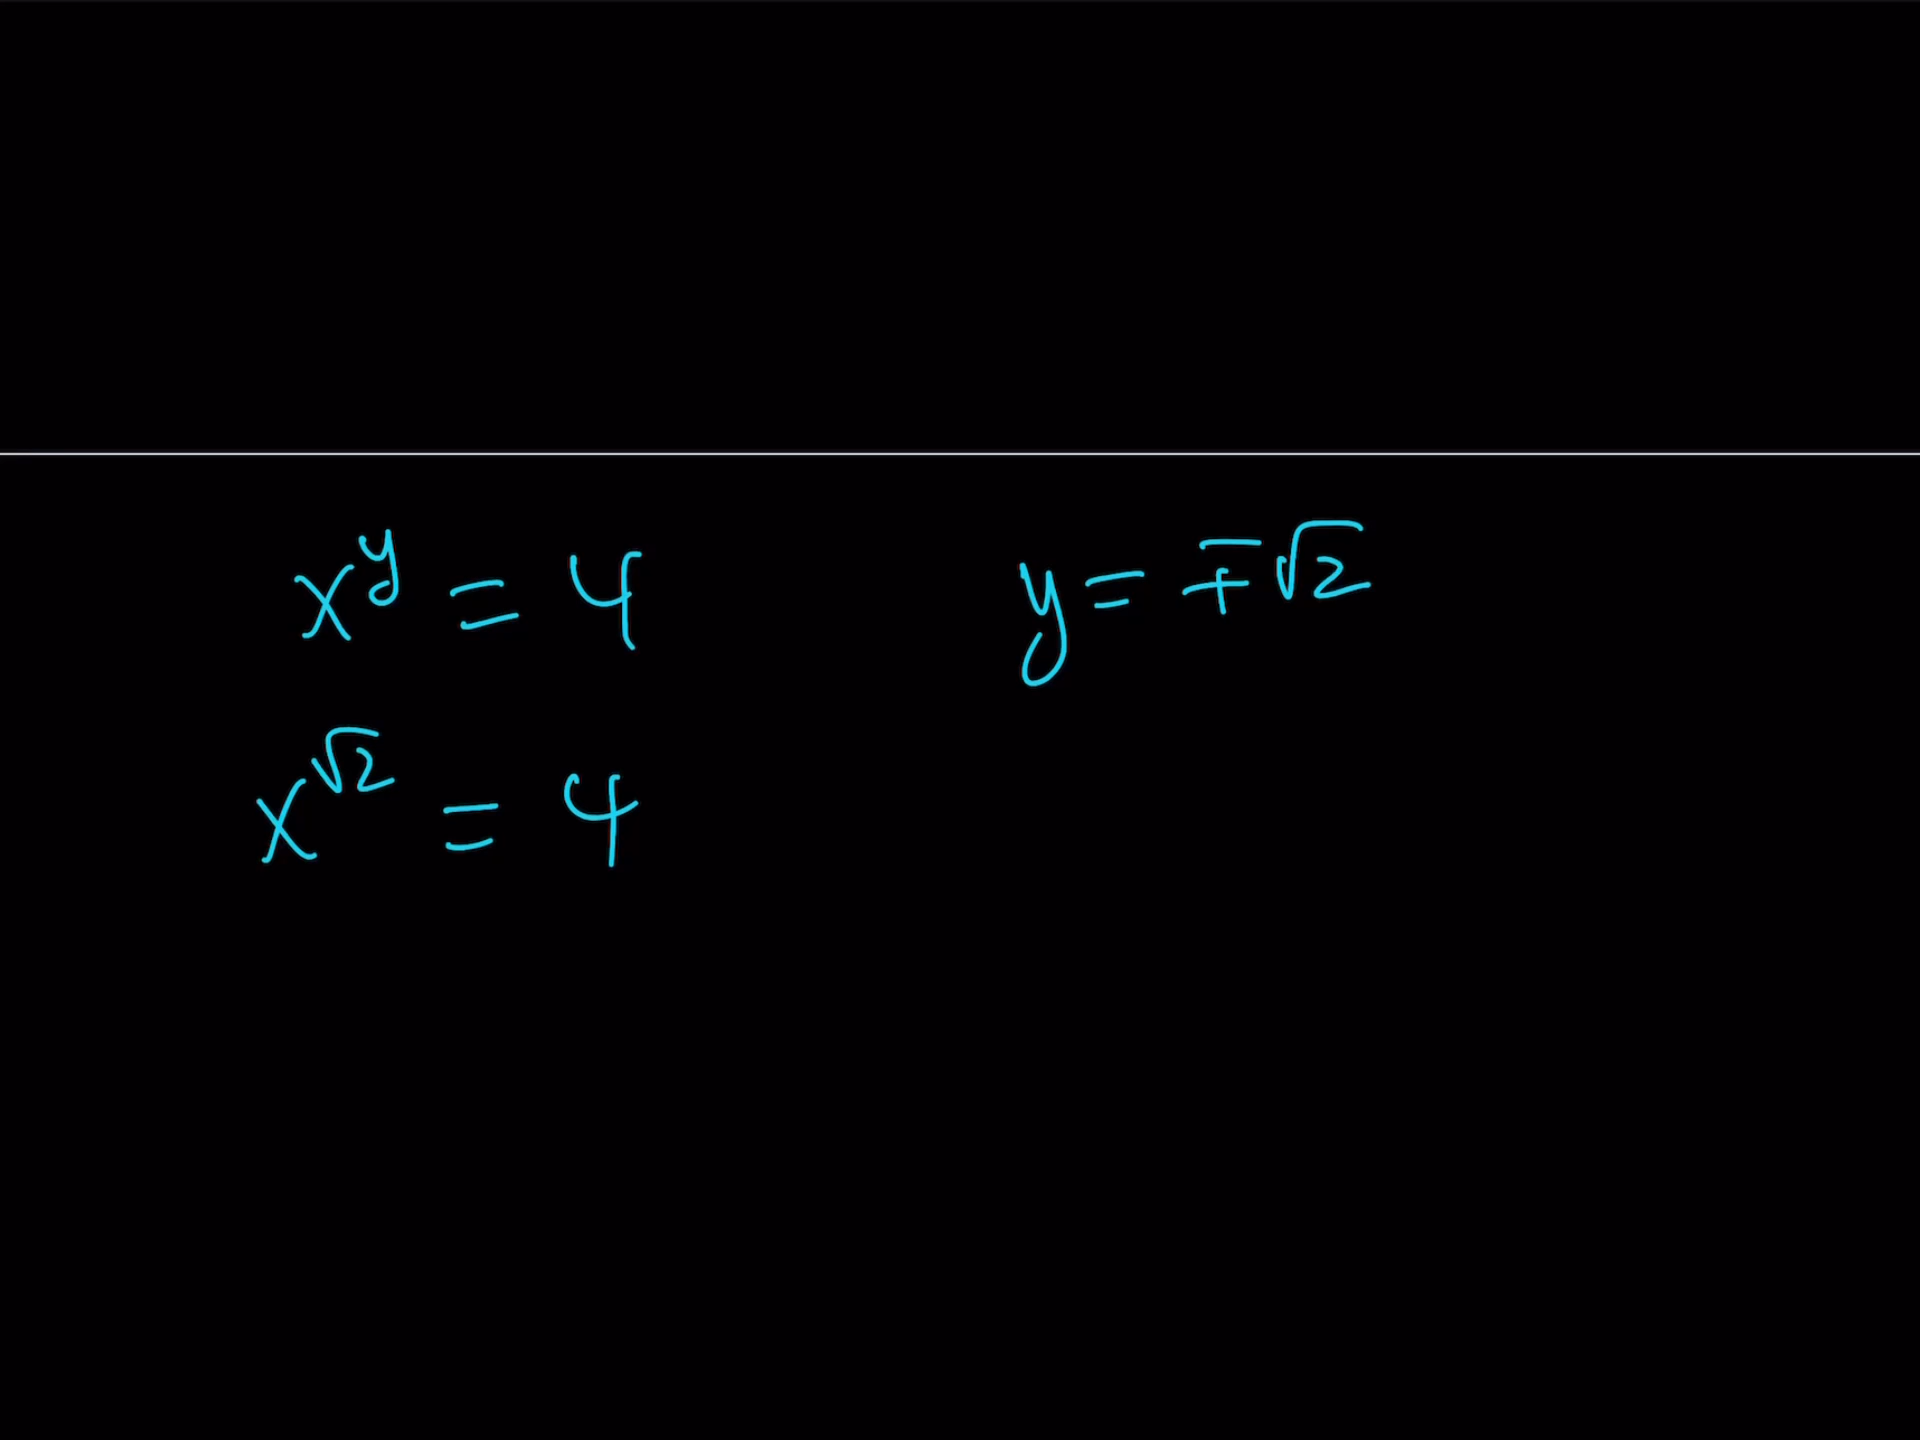 x^y = 4
y = ∓√2
x^√2 = 4